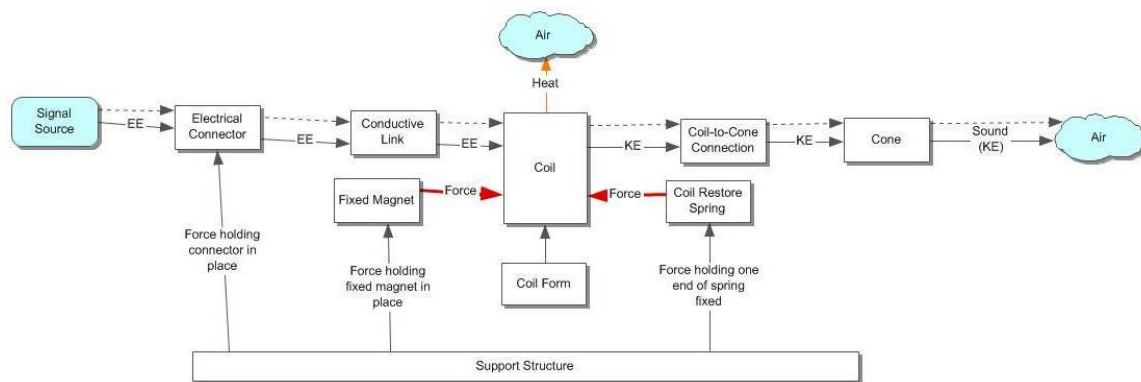 Air
Heat
Signal
Source
EE
Electrical
Connector
EE
Conductive
Link
EE
Coil
KE
Coil-to-Cone
Connection
KE
Cone
Sound
(KE)
Air
Fixed Magnet
Force
Force
Coil Restore
Spring
Force holding
connector in
place
Force holding
fixed magnet in
place
Coil Form
Force holding one
end of spring
fixed
Support Structure